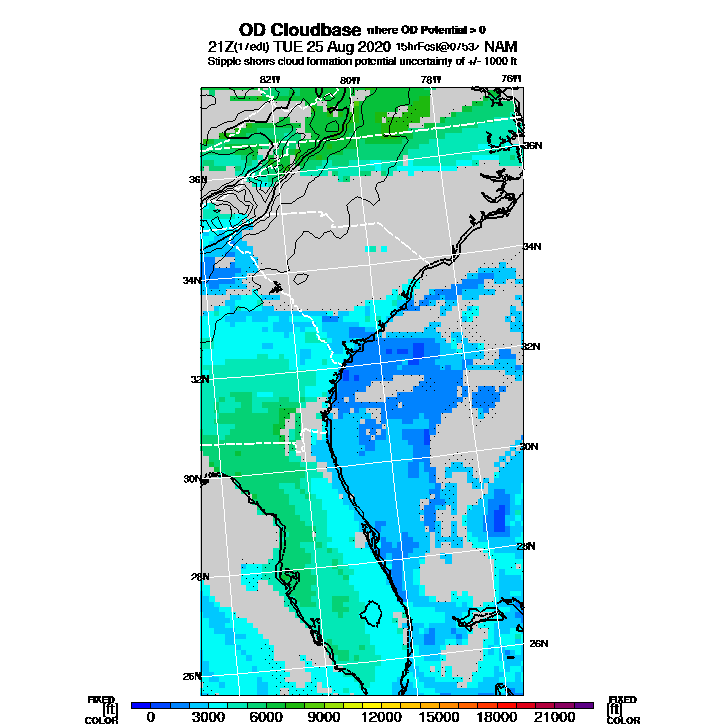 OD Cloudbase where OD Potential > 0
21Z(17edt) TUE 25 Aug 2020 NAM
Stipple shows cloud formation potential uncertainty of +/- 1000 ft
82W 80W 78W 76W
36N
36N
34N
34N
32N
32N
30N
30N
28N
28N
26N
26N
FIXED FIXED
[ft] 0 3000 6000 9000 12000 15000 18000 21000 [ft]
COLOR COLOR